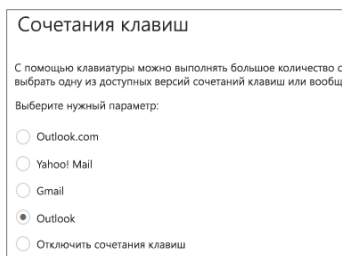 Сочетания клавиш
С помощью клавиатуры можно выполнять большое количество
выбрать одну из доступных версий сочетаний клавиш или
Выберите нужный параметр:
Outlook.com
Yahoo! Mail
Gmail
Outlook
Отключить сочетания клавиш